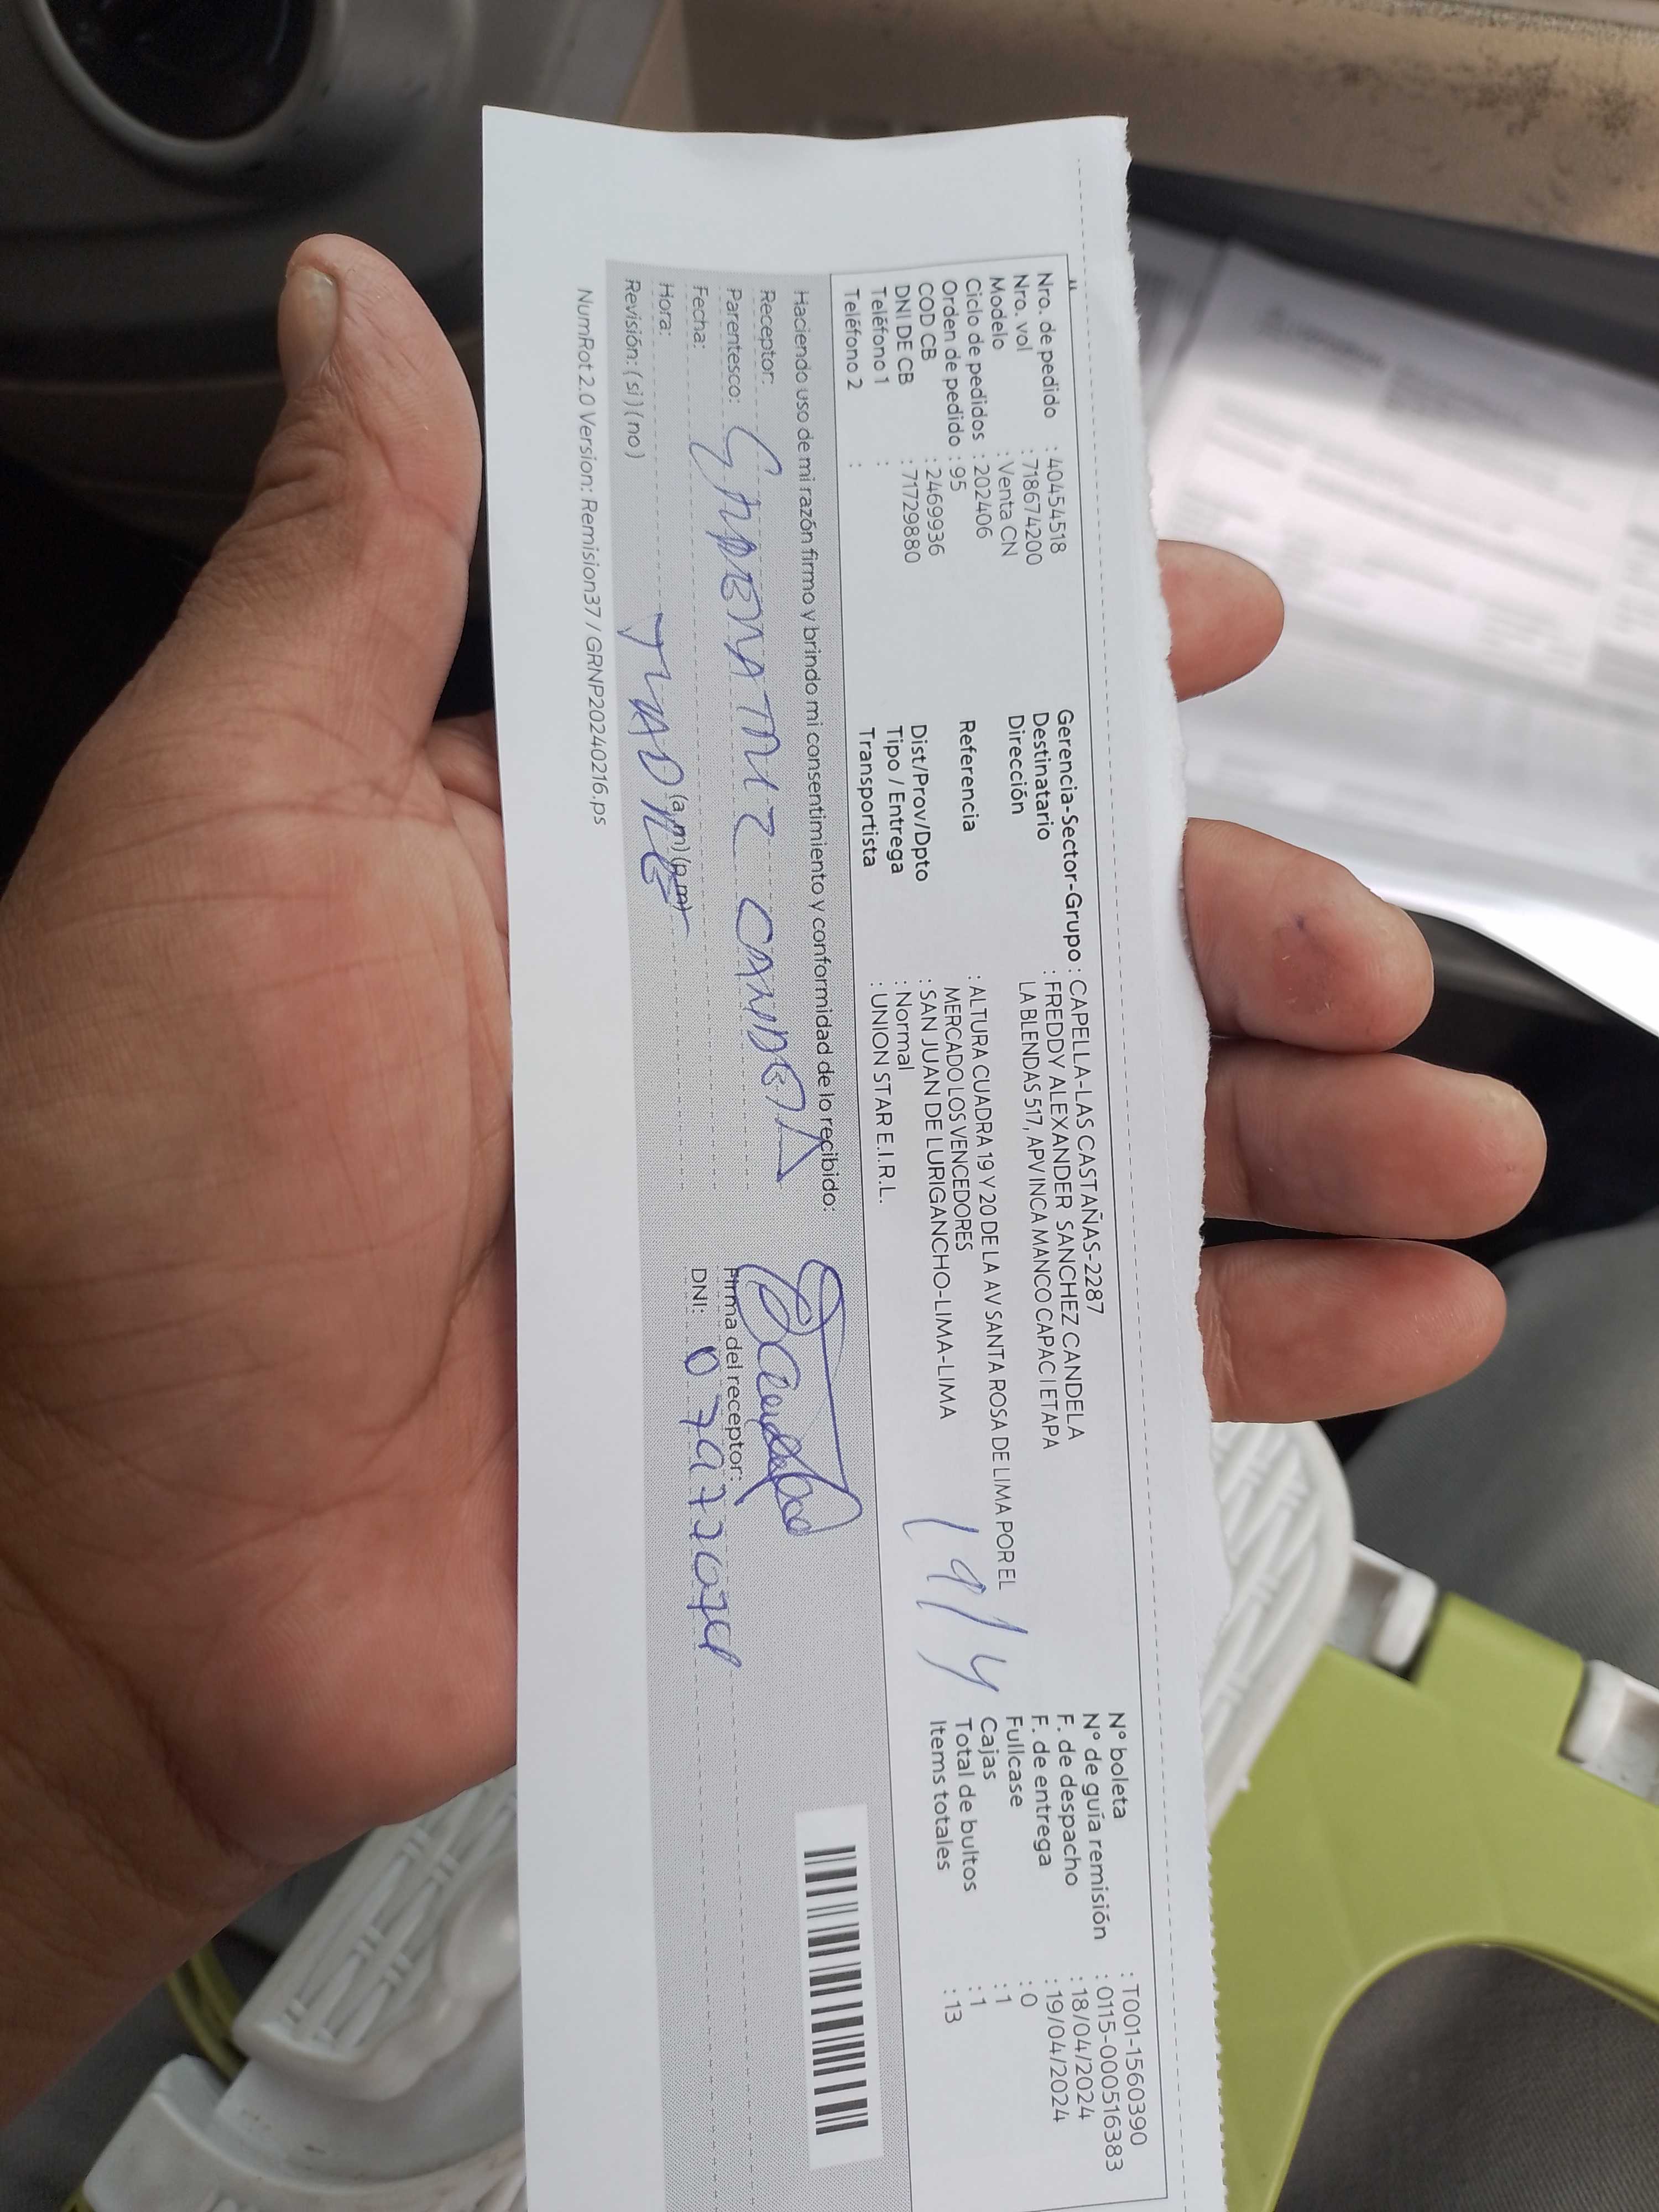 Nro. de pedido : 40454518
Nro. vol : 718674200
Modelo : Venta CN
Ciclo de pedidos : 202406
Orden de pedido : 95
COD CB : 2469936
DNI DE CB : 71729880
Teléfono 1 :
Teléfono 2 :
Gerencia-Sector-Grupo : CAPELLA-LAS CASTAÑAS-2287
Destinatario : FREDDY ALEXANDER SANCHEZ CANDELA
Dirección LA BLENDAS 517, APV INCA MANCO CAPAC I ETAPA
Referencia : ALTURA CUADRA 19 Y 20 DE LA AV SANTA ROSA DE LIMA POR EL
MERCADO LOS VENCEDORES
Dist/Prov/Dpto : SAN JUAN DE LURIGANCHO-LIMA-LIMA
Tipo / Entrega : Normal
Transportista : UNION STAR E.I.R.L.
19/4
N° boleta : T001-1560390
N° de guía remisión : 0115-000516383
F. de despacho : 18/04/2024
F. de entrega : 19/04/2024
Fullcase : 0
Cajas : 1
Total de bultos : 1
Items totales : 13
Haciendo uso de mi razón firmo y brindo mi consentimiento y conformidad de lo recibido:
Receptor:
Parentesco: CANDELA
Fecha:
Hora: (a.m) (p.m)
Revisión: ( si ) ( no )
Firma del receptor:
DNI:
NumRot 2.0 Version: Remision37 / GRNP20240216.ps